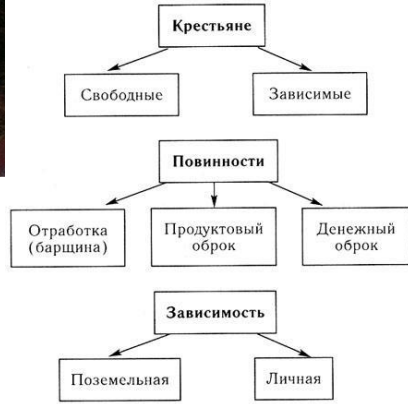 Крестьяне
Свободные
Зависимые
Повинности
Отработка
(барщина)
Продуктовый
оброк
Денежный
оброк
Зависимость
Поземельная
Личная